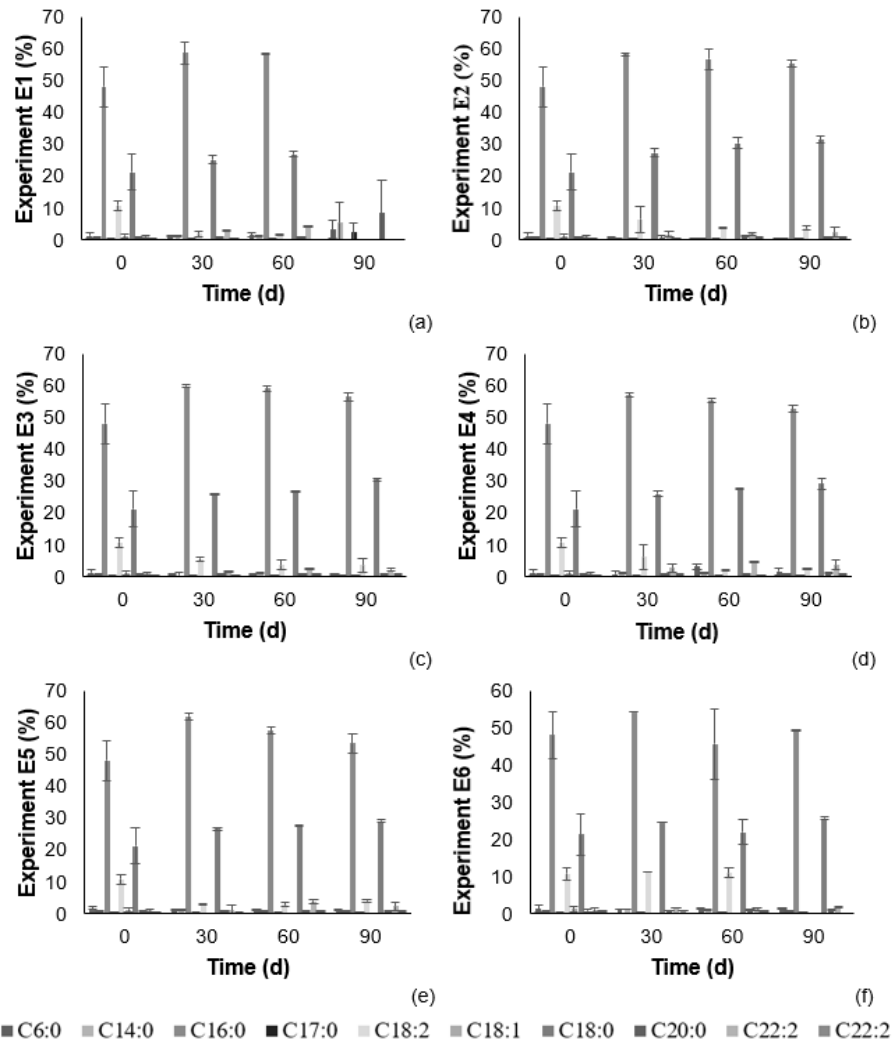 70
60
50
40
30
20
10
0
Experiment E1 (%)
0 30 60 90
Time (d)
(a)
70
60
50
40
30
20
10
0
Experiment E2 (%)
0 30 60 90
Time (d)
(b)
70
60
50
40
30
20
10
0
Experiment E3 (%)
0 30 60 90
Time (d)
(c)
70
60
50
40
30
20
10
0
Experiment E4 (%)
0 30 60 90
Time (d)
(d)
70
60
50
40
30
20
10
0
Experiment E5 (%)
0 30 60 90
Time (d)
(e)
60
50
40
30
20
10
0
Experiment E6 (%)
0 30 60 90
Time (d)
(f)
C6:0 C14:0 C16:0 C17:0 C18:2 C18:1 C18:0 C20:0 C22:2 C22:2